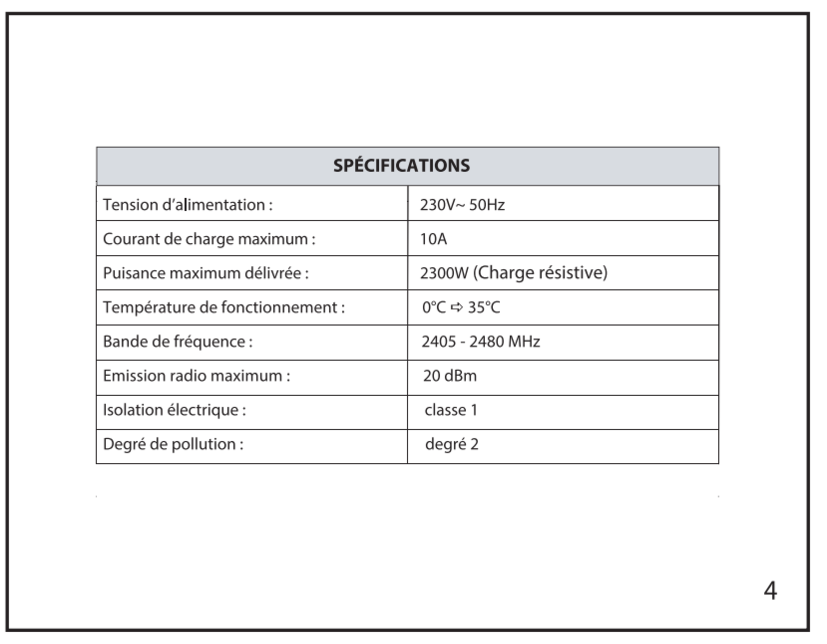 SPÉCIFICATIONS
Tension d'alimentation : 230V~ 50Hz
Courant de charge maximum : 10A
Puisance maximum délivrée : 2300W (Charge résistive)
Température de fonctionnement : 0°C ⇨ 35°C
Bande de fréquence : 2405 - 2480 MHz
Emission radio maximum : 20 dBm
Isolation électrique : classe 1
Degré de pollution : degré 2
4